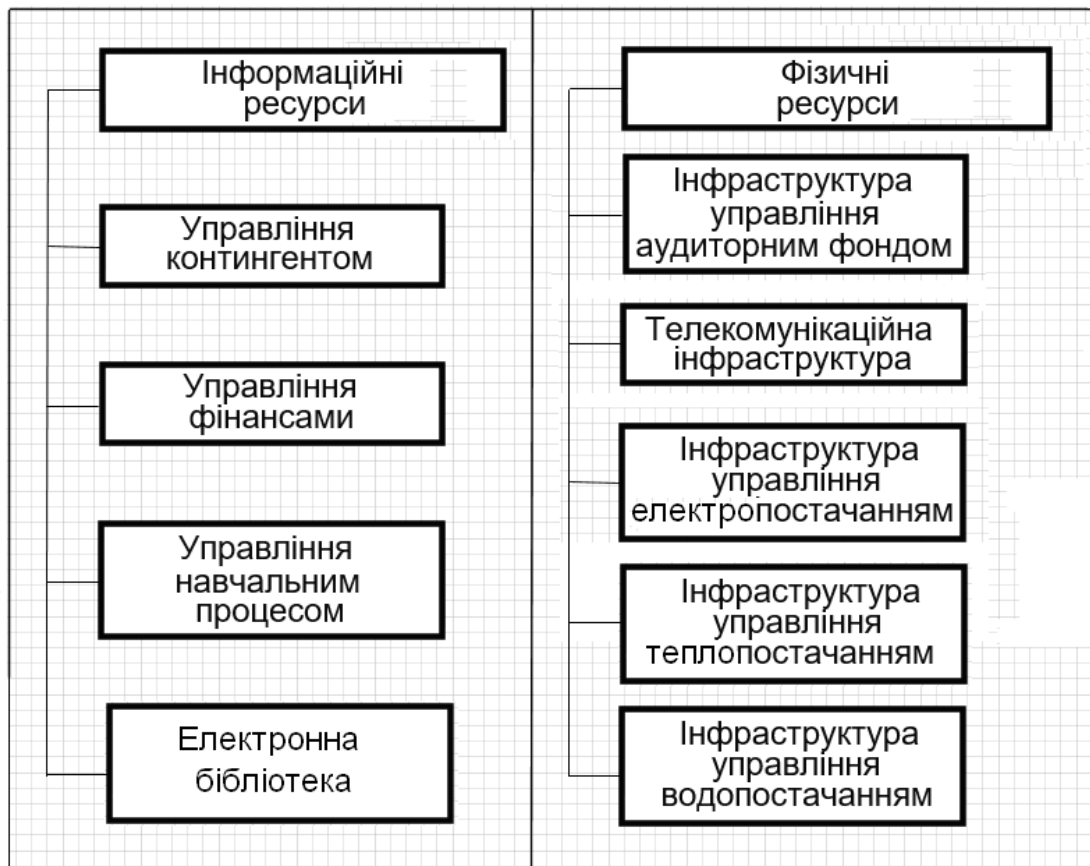 Інформаційні
ресурси
Управління
контингентом
Управління
фінансами
Управління
навчальним
процесом
Електронна
бібліотека
Фізичні
ресурси
Інфраструктура
управління
аудиторним фондом
Телекомунікаційна
інфраструктура
Інфраструктура
управління
електропостачанням
Інфраструктура
управління
теплопостачанням
Інфраструктура
управління
водопостачанням